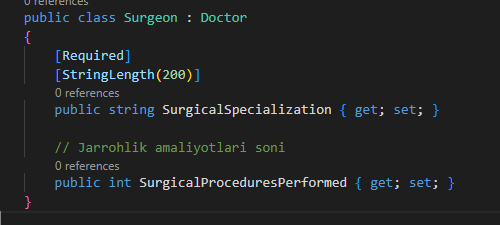 0 references
public class Surgeon : Doctor
{
[Required]
[StringLength(200)]
0 references
public string SurgicalSpecialization { get; set; }
// Jarrohlik amaliyotlari soni
0 references
public int SurgicalProceduresPerformed { get; set; }
}